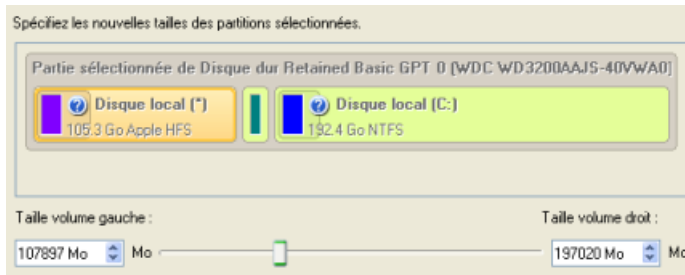 Spécifiez les nouvelles tailles des partitions sélectionnées.
Partie sélectionnée de Disque dur Retained Basic GPT 0 (WDC WD3200AAJS-40VWA0)
Disque local (*)
105.3 Go Apple HFS
Disque local (C:)
192.4 Go NTFS
Taille volume gauche : Taille volume droit :
107897 Mo Mo 197020 Mo Mo